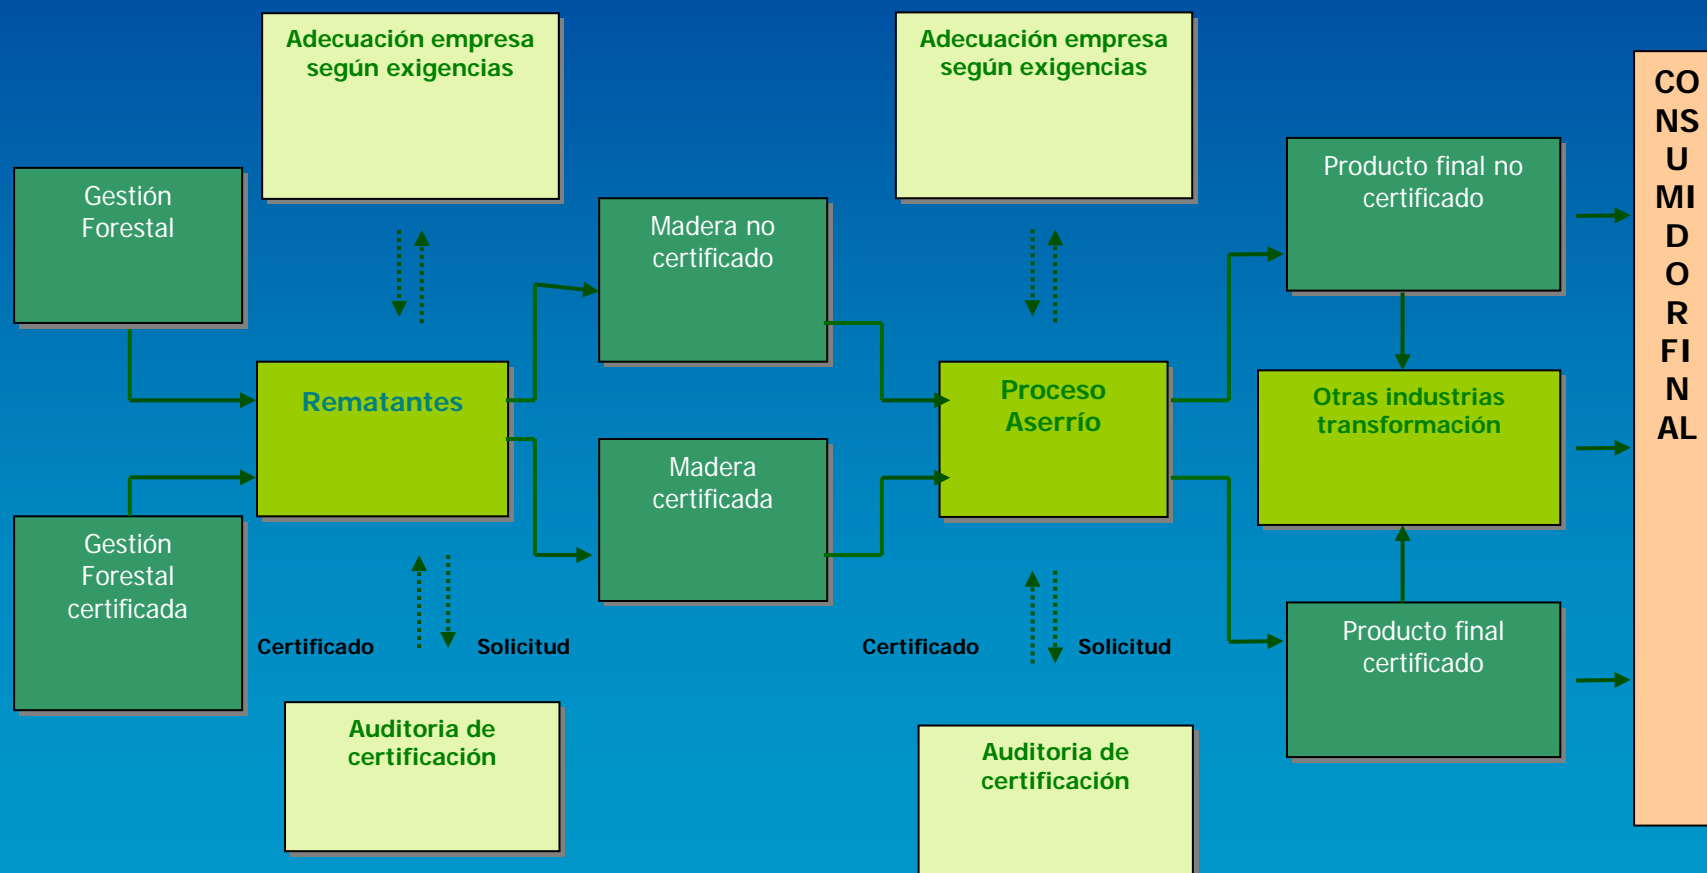 Adecuación empresa
según exigencias
Adecuación empresa
según exigencias
CO
NS
U
MI
D
O
R
FI
N
AL
Gestión
Forestal
Madera no
certificado
Producto final no
certificado
Rematantes
Proceso
Aserrío
Otras industrias
transformación
Madera
certificada
Gestión
Forestal
certificada
Certificado
Solicitud
Certificado
Solicitud
Producto final
certificado
Auditoria de
certificación
Auditoria de
certificación